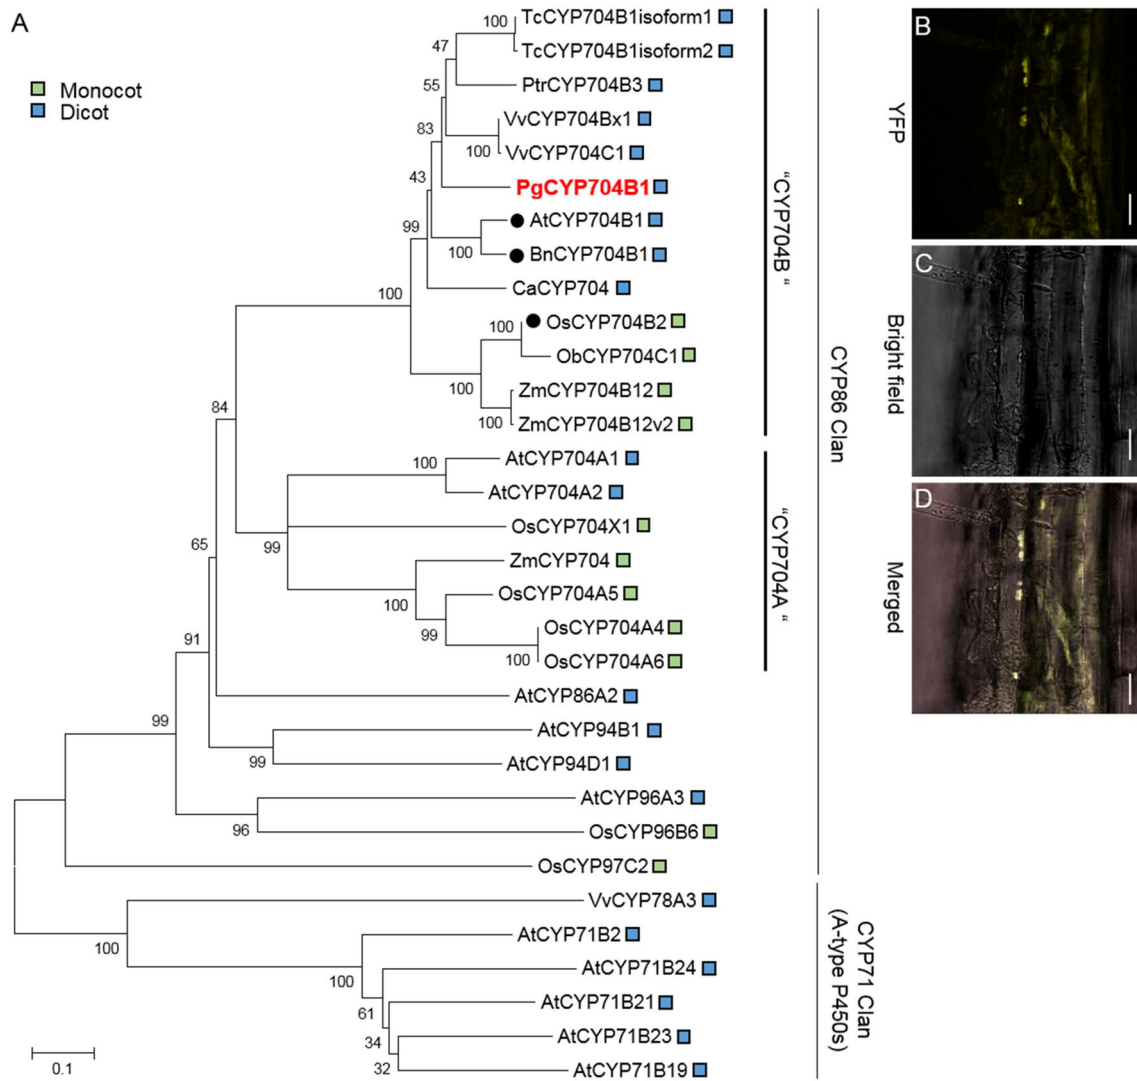 A
Monocot
Dicot
100
TcCYP704B1isoform1
47
TcCYP704B1isoform2
55
PtrCYP704B3
83
VvCYP704Bx1
100
VvCYP704C1
43
PgCYP704B1
99
AtCYP704B1
100
BnCYP704B1
100
CaCYP704
100
OsCYP704B2
ObCYP704C1
100
ZmCYP704B12
100
ZmCYP704B12v2
84
100
AtCYP704A1
AtCYP704A2
99
OsCYP704X1
65
ZmCYP704
100
OsCYP704A5
99
OsCYP704A4
100
OsCYP704A6
91
AtCYP86A2
99
AtCYP94B1
99
AtCYP94D1
AtCYP96A3
96
OsCYP96B6
OsCYP97C2
VvCYP78A3
100
AtCYP71B2
100
AtCYP71B24
61
AtCYP71B21
34
AtCYP71B23
32
AtCYP71B19
0.1
“CYP704B“
“CYP704A“
CYP86 Clan
CYP71 Clan
(A-type P450s)
B
YFP
C
Bright field
D
Merged